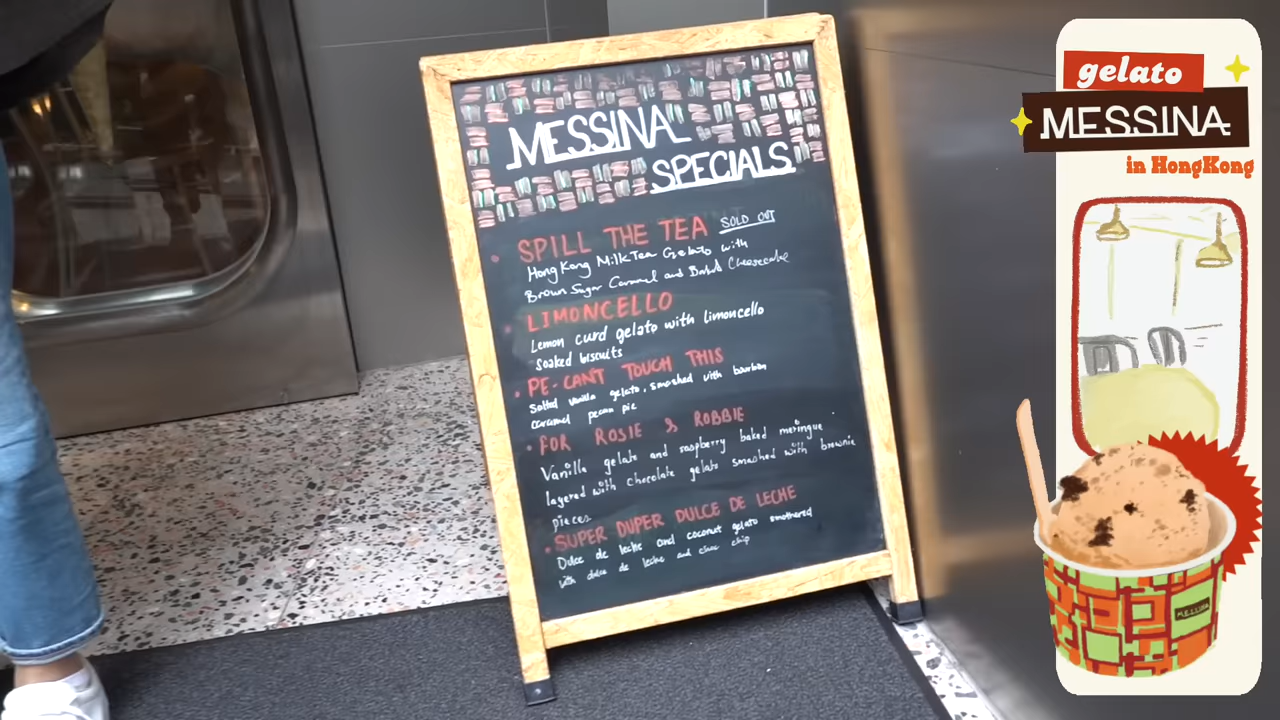 MESSINA
SPECIALS
SPILL THE TEA SOLD OUT
Hong Kong Milk Tea Gelato with
Brown Sugar Caramel and Baked Cheesecake
LIMONCELLO
Lemon curd gelato with limoncello
soaked biscuits
PE-CANT TOUCH THIS
Salted vanilla gelato, smashed with bourbon
caramel pecan pie
FOR ROSIE & ROBBIE
Vanilla gelato and raspberry baked meringue
layered with chocolate gelato smashed with brownie
pieces
SUPER DUPER DULCE DE LECHE
Dulce de leche and coconut gelato smothered
with dulce de leche and choc chip
gelato
MESSINA
in HongKong
MESSINA